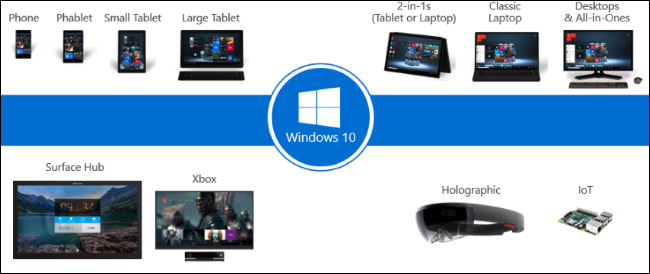 Phone
Phablet
Small Tablet
Large Tablet
2-in-1s
(Tablet or Laptop)
Classic
Laptop
Desktops
& All-in-Ones
Windows 10
Surface Hub
Xbox
Holographic
IoT